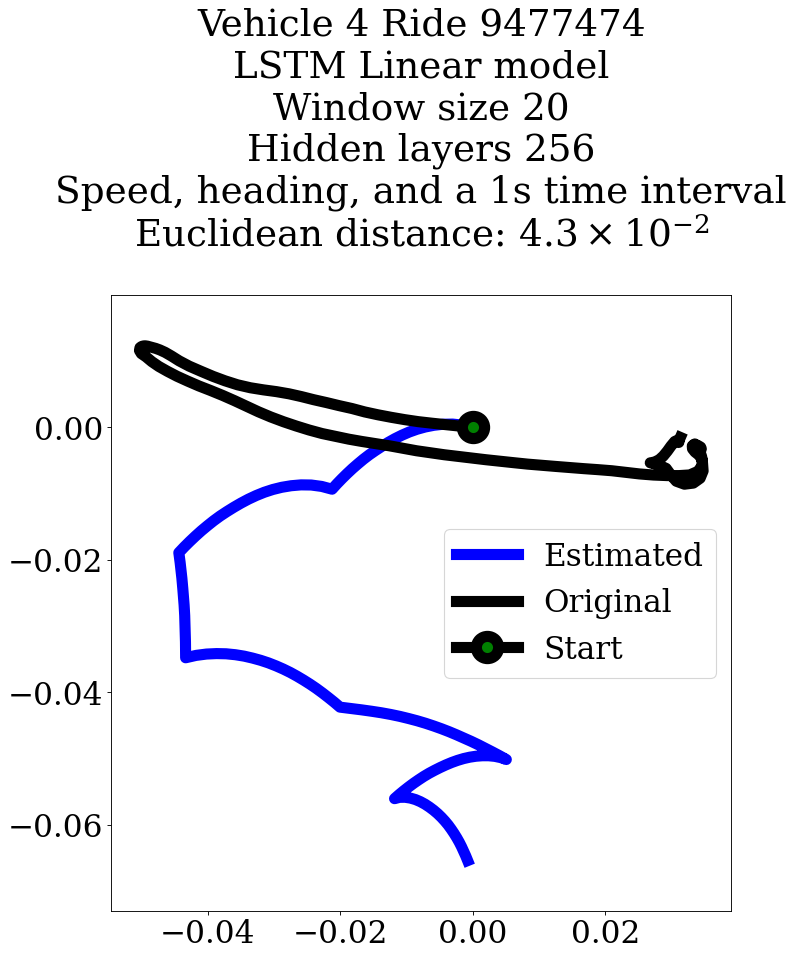 Vehicle 4 Ride 9477474
LSTM Linear model
Window size 20
Hidden layers 256
Speed, heading, and a 1s time interval
Euclidean distance: 4.3 × 10⁻²
0.00
−0.02
−0.04
−0.06
Estimated
Original
Start
−0.04 −0.02 0.00 0.02